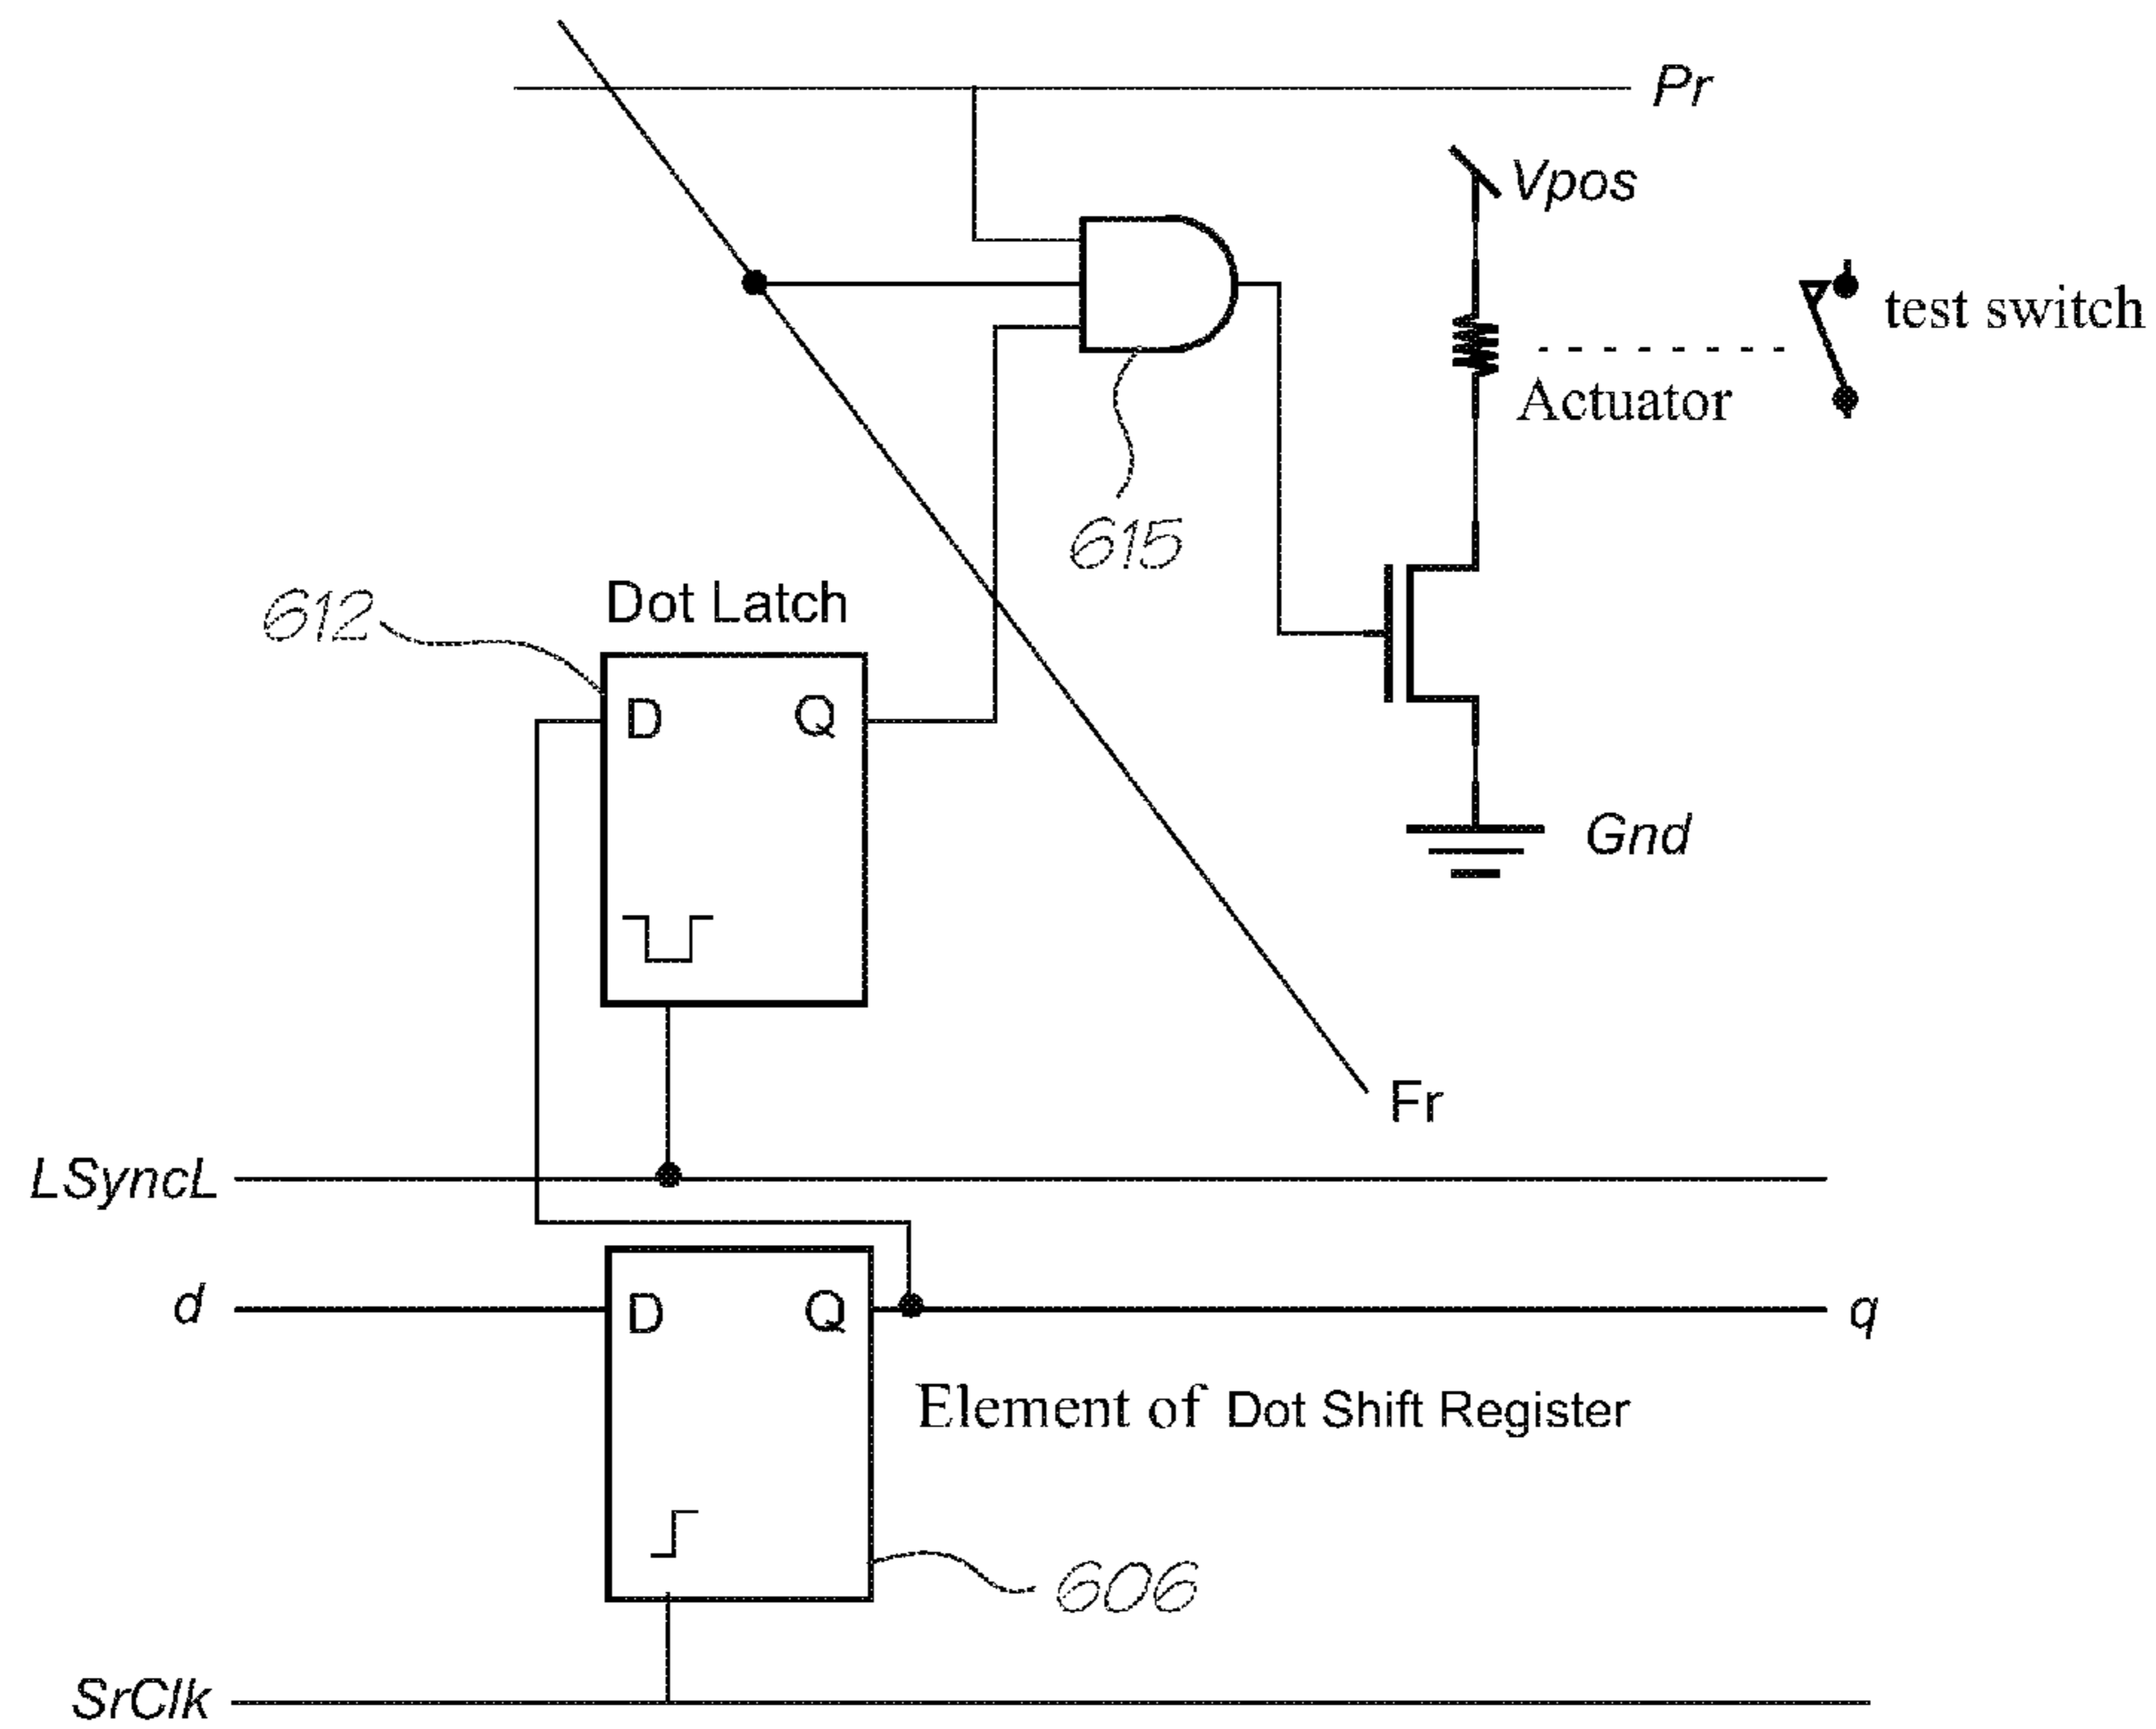 Pr
Vpos
test switch
Actuator
615
612
Dot Latch
D Q
Gnd
Fr
LSyncL
d
D Q
q
Element of Dot Shift Register
606
SrClk